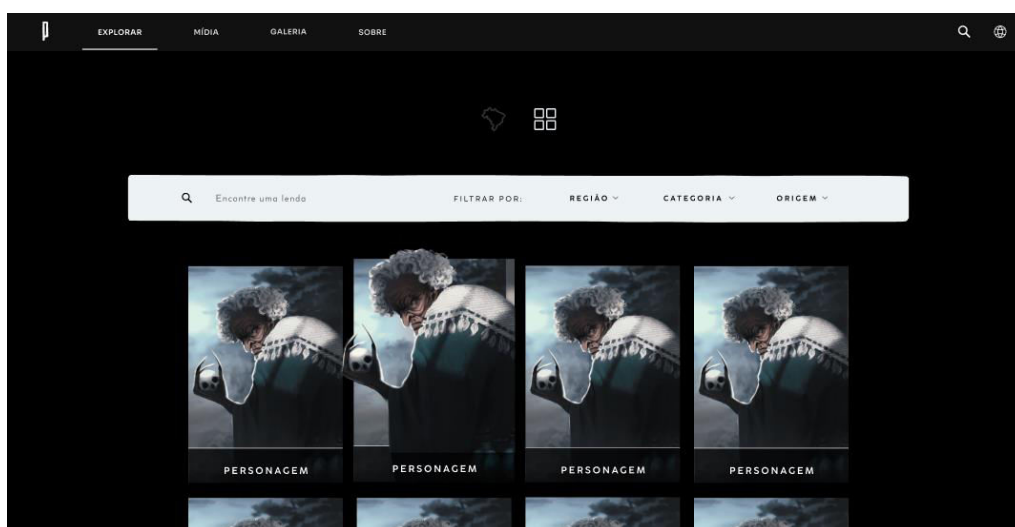 EXPLORAR MÍDIA GALERIA SOBRE
Encontre uma lenda FILTRAR POR: REGIÃO CATEGORIA ORIGEM
PERSONAGEM PERSONAGEM PERSONAGEM PERSONAGEM